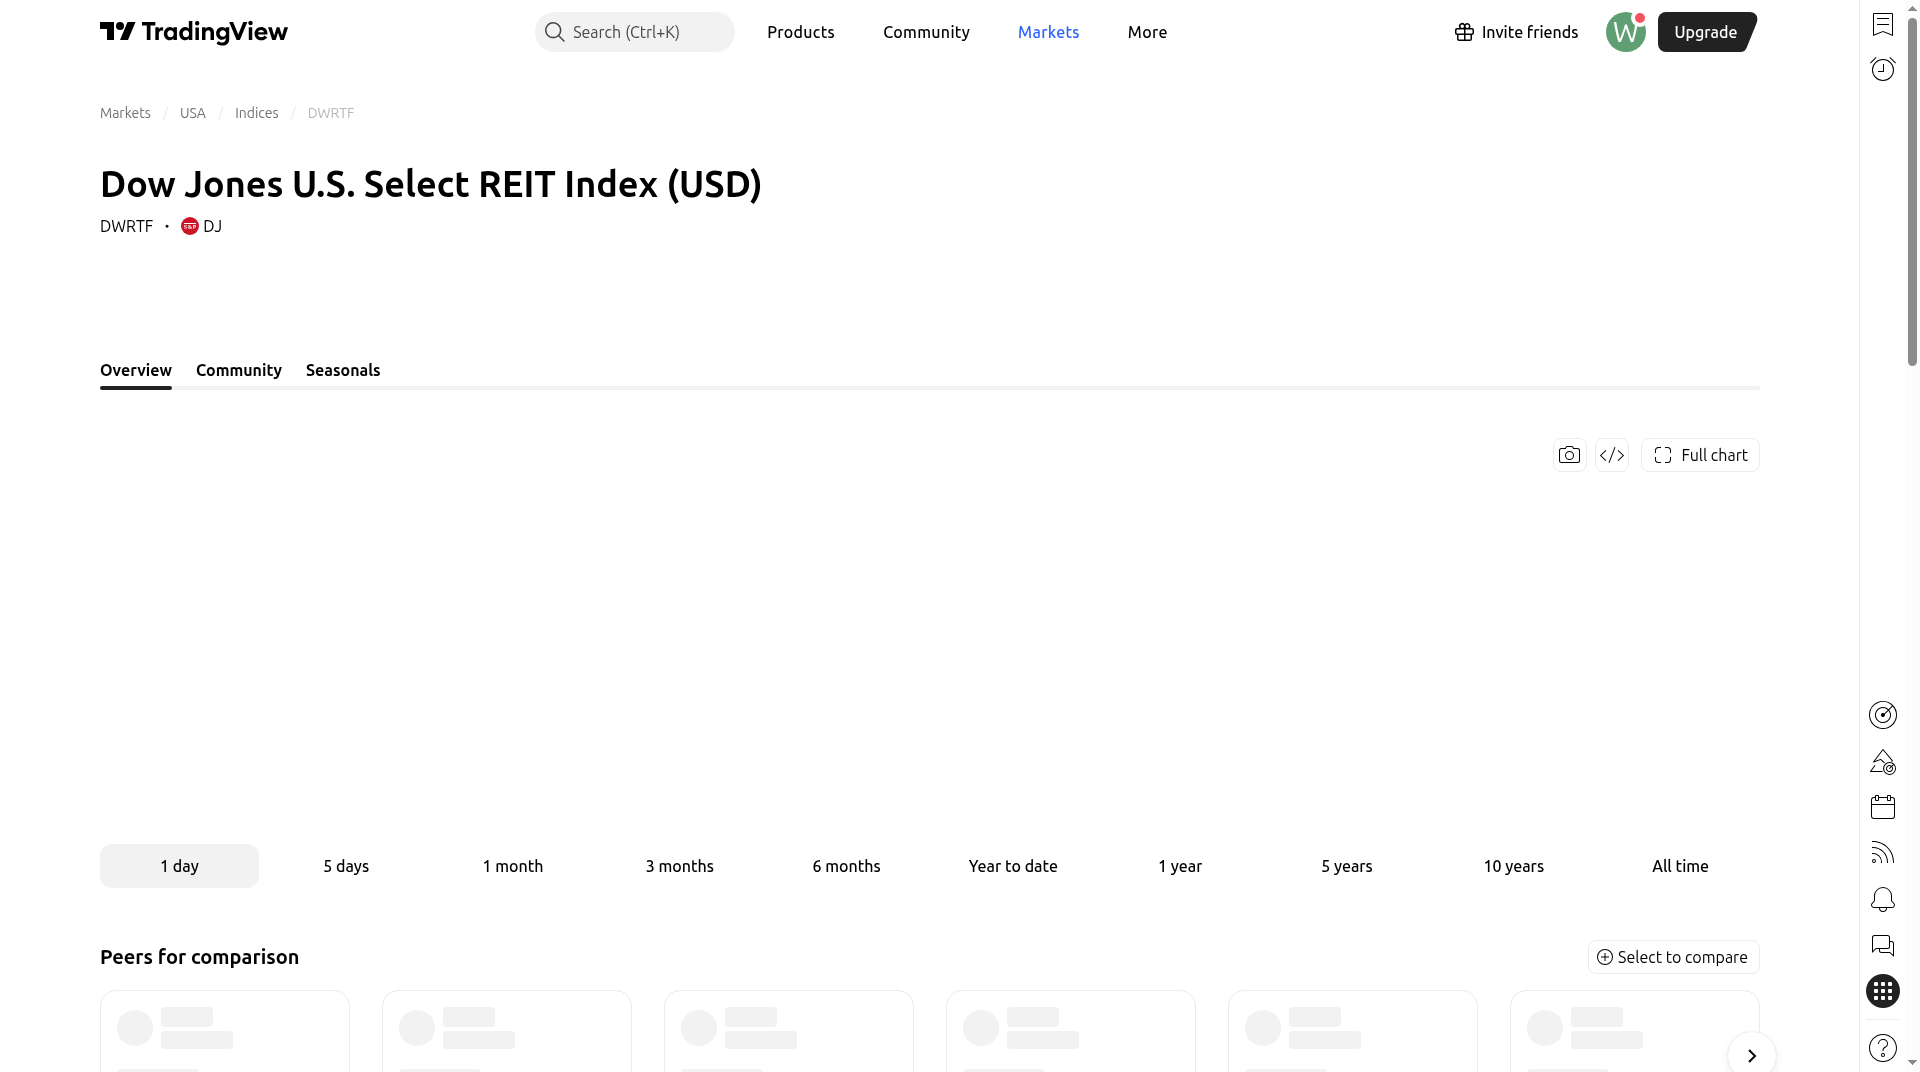 TradingView
Search (Ctrl+K)
Products
Community
Markets
More
Invite friends
W
Upgrade
Markets / USA / Indices / DWRTF
Dow Jones U.S. Select REIT Index (USD)
DWRTF • S&P DJ
Overview
Community
Seasonals
Full chart
1 day
5 days
1 month
3 months
6 months
Year to date
1 year
5 years
10 years
All time
Peers for comparison
Select to compare